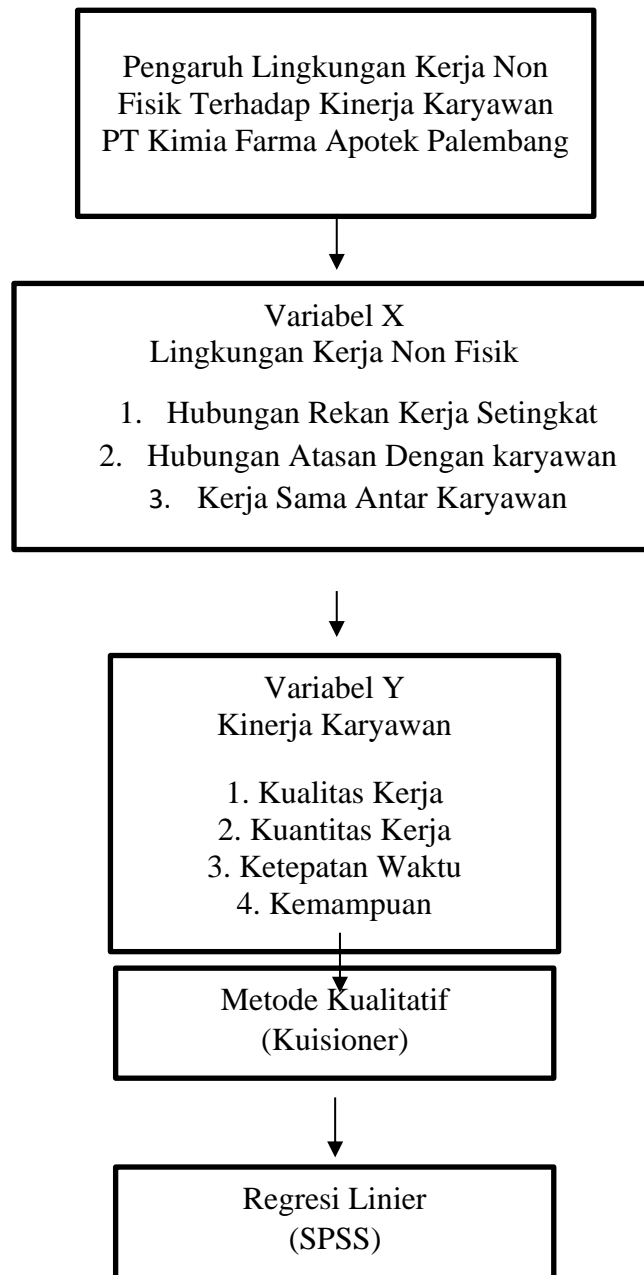 Pengaruh Lingkungan Kerja Non
Fisik Terhadap Kinerja Karyawan
PT Kimia Farma Apotek Palembang
Variabel X
Lingkungan Kerja Non Fisik
1. Hubungan Rekan Kerja Setingkat
2. Hubungan Atasan Dengan karyawan
3. Kerja Sama Antar Karyawan
Variabel Y
Kinerja Karyawan
1. Kualitas Kerja
2. Kuantitas Kerja
3. Ketepatan Waktu
4. Kemampuan
Metode Kualitatif
(Kuisioner)
Regresi Linier
(SPSS)